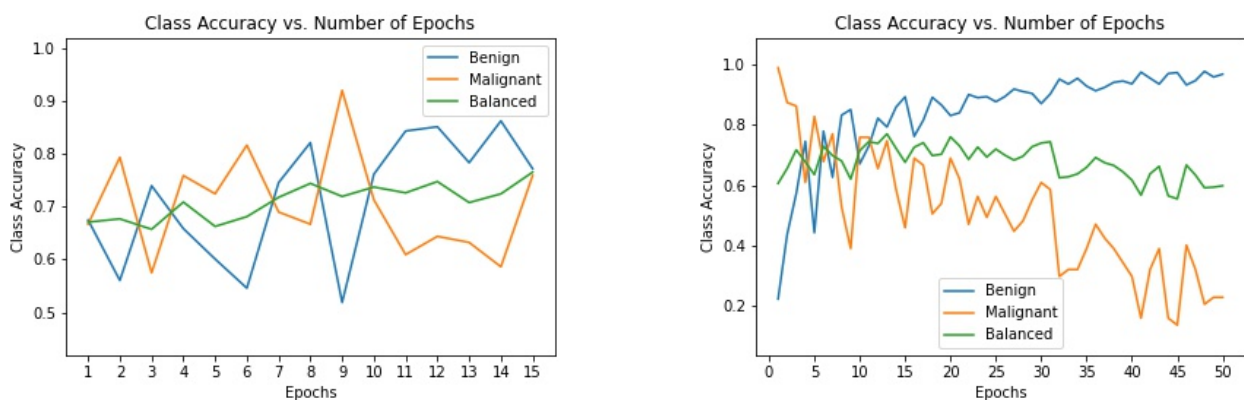 Class Accuracy vs. Number of Epochs
1.0
0.9
0.8
0.7
0.6
0.5
Class Accuracy
Benign
Malignant
Balanced
1 2 3 4 5 6 7 8 9 10 11 12 13 14 15
Epochs
Class Accuracy vs. Number of Epochs
1.0
0.8
0.6
0.4
0.2
Class Accuracy
Benign
Malignant
Balanced
0 5 10 15 20 25 30 35 40 45 50
Epochs